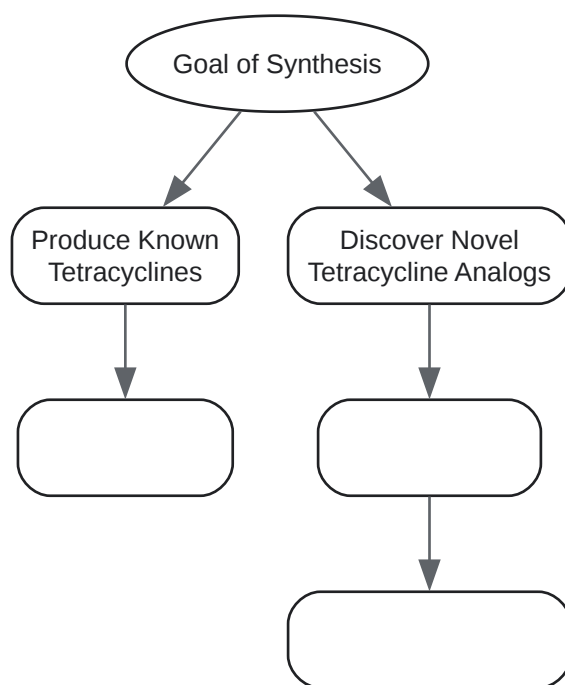 Goal of Synthesis
Produce Known
Tetracyclines
Discover Novel
Tetracycline Analogs